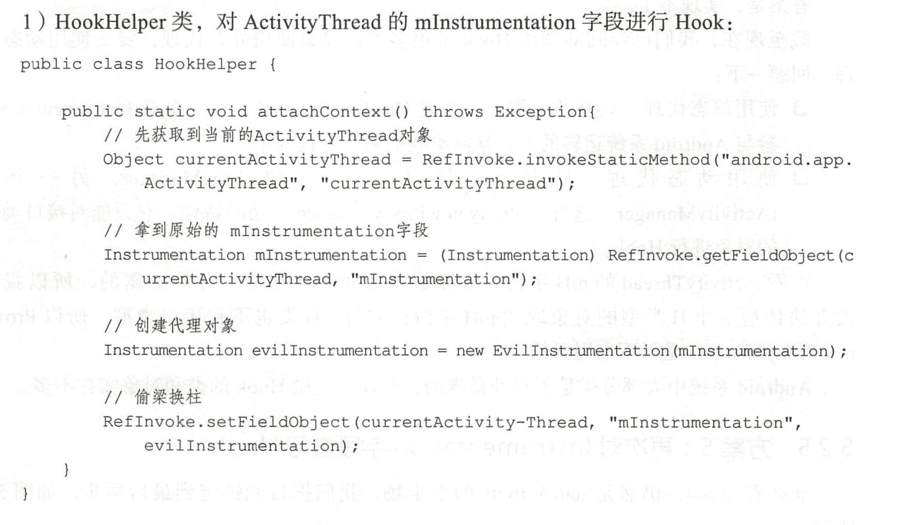 1）HookHelper 类，对 ActivityThread 的 mInstrumentation 字段进行 Hook：
public class HookHelper {
public static void attachContext() throws Exception{
// 先获取到当前的ActivityThread对象
Object currentActivityThread = RefInvoke.invokeStaticMethod("android.app.
ActivityThread", "currentActivityThread");
// 拿到原始的 mInstrumentation字段
Instrumentation mInstrumentation = (Instrumentation) RefInvoke.getFieldObject(c
urrentActivityThread, "mInstrumentation");
// 创建代理对象
Instrumentation evilInstrumentation = new EvilInstrumentation(mInstrumentation);
// 偷梁换柱
RefInvoke.setFieldObject(currentActivity-Thread, "mInstrumentation",
evilInstrumentation);
}
}